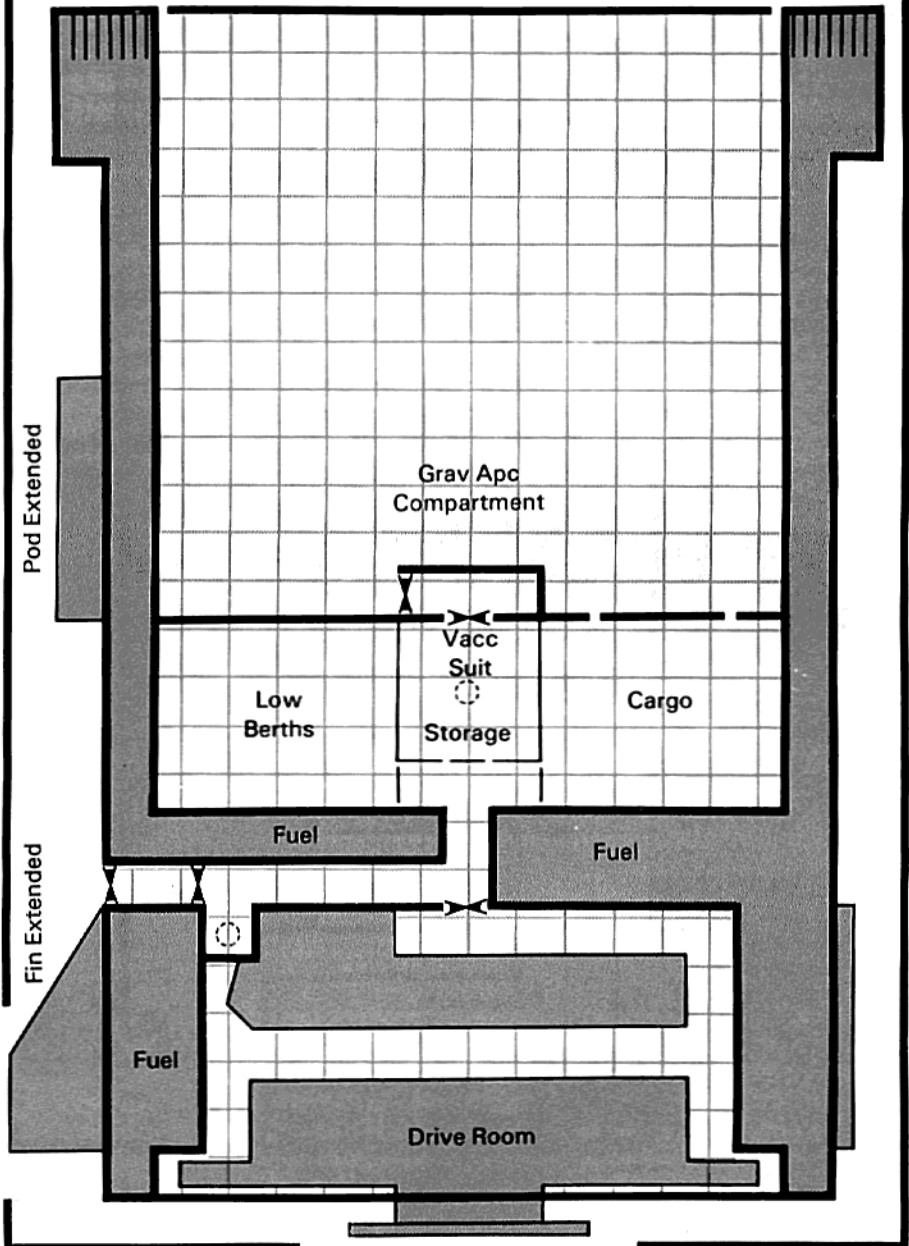 Pod Extended
Grav Apc
Compartment
Vacc
Suit
Storage
Low
Berths
Cargo
Fuel
Fuel
Fin Extended
Fuel
Drive Room